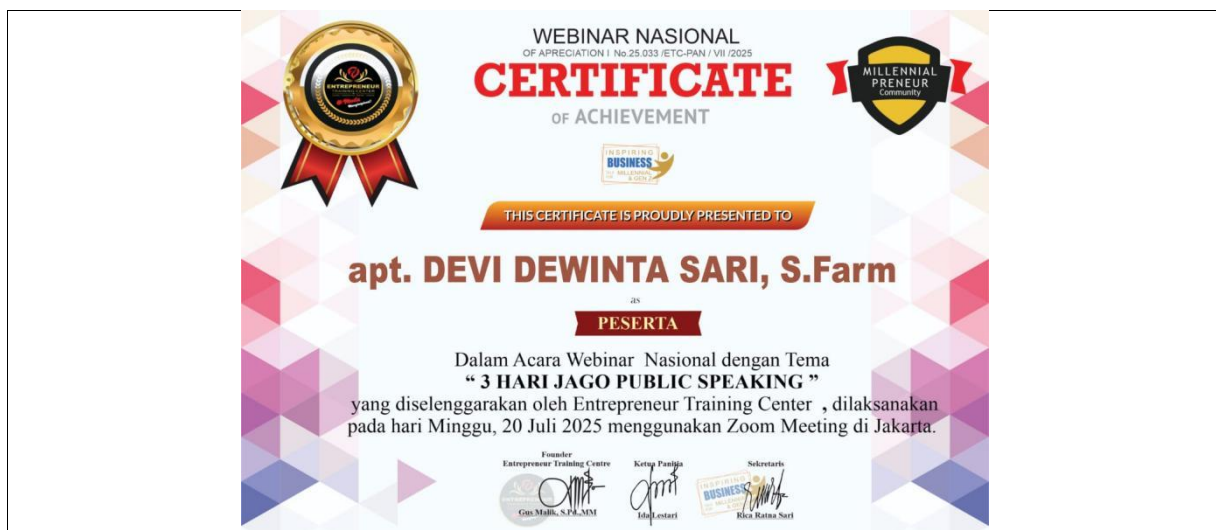 WEBINAR NASIONAL
OF APRECIATION I No.25.033 /ETC-PAN / VII /2025
CERTIFICATE
OF ACHIEVEMENT
ENTREPRENEUR
TRAINING CENTER
MILLENNIAL
PRENEUR
Community
INSPIRING
BUSINESS
MILLENNIAL
& GEN Z
THIS CERTIFICATE IS PROUDLY PRESENTED TO
apt. DEVI DEWINTA SARI, S.Farm
as
PESERTA
Dalam Acara Webinar Nasional dengan Tema
“ 3 HARI JAGO PUBLIC SPEAKING ”
yang diselenggarakan oleh Entrepreneur Training Center , dilaksanakan
pada hari Minggu, 20 Juli 2025 menggunakan Zoom Meeting di Jakarta.
Founder
Entrepreneur Training Centre Ketua Panitia Sekretaris
INSPIRING
BUSINESS
Gus Malik, S.Pd.,MM Ida Lestari Rica Ratna Sari